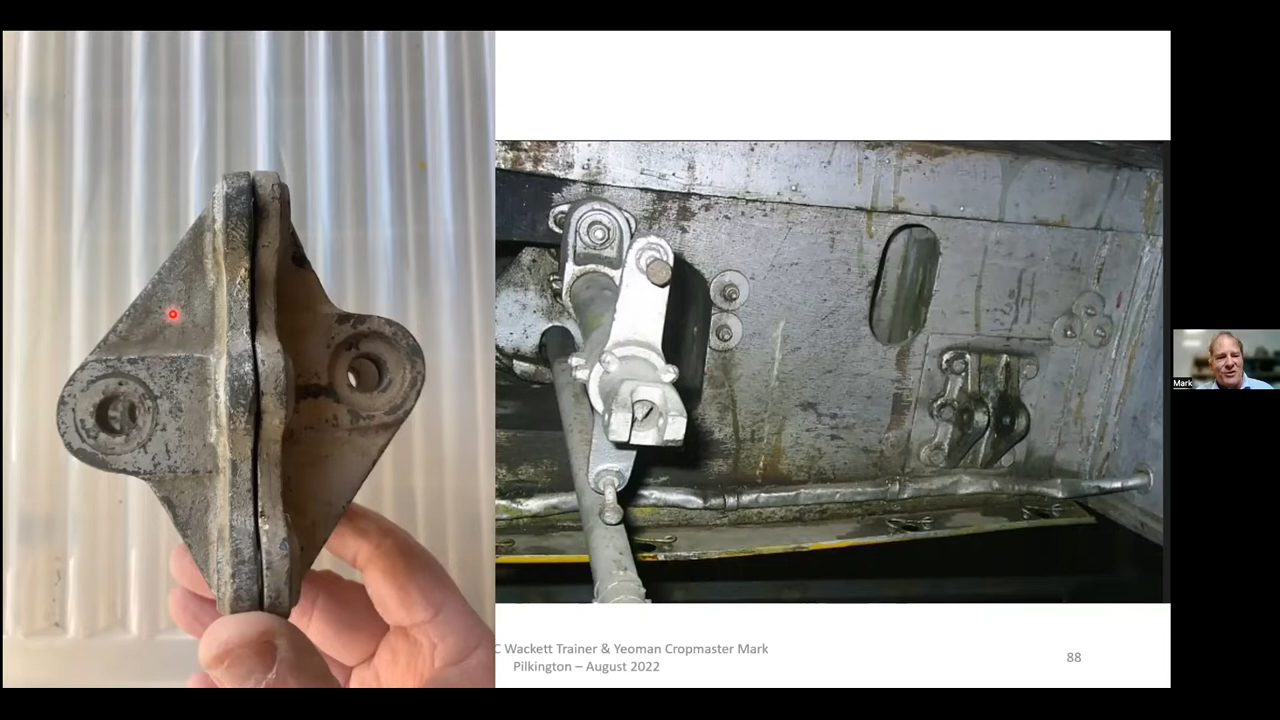 C Wackett Trainer & Yeoman Cropmaster Mark
Pilkington – August 2022
88
Mark